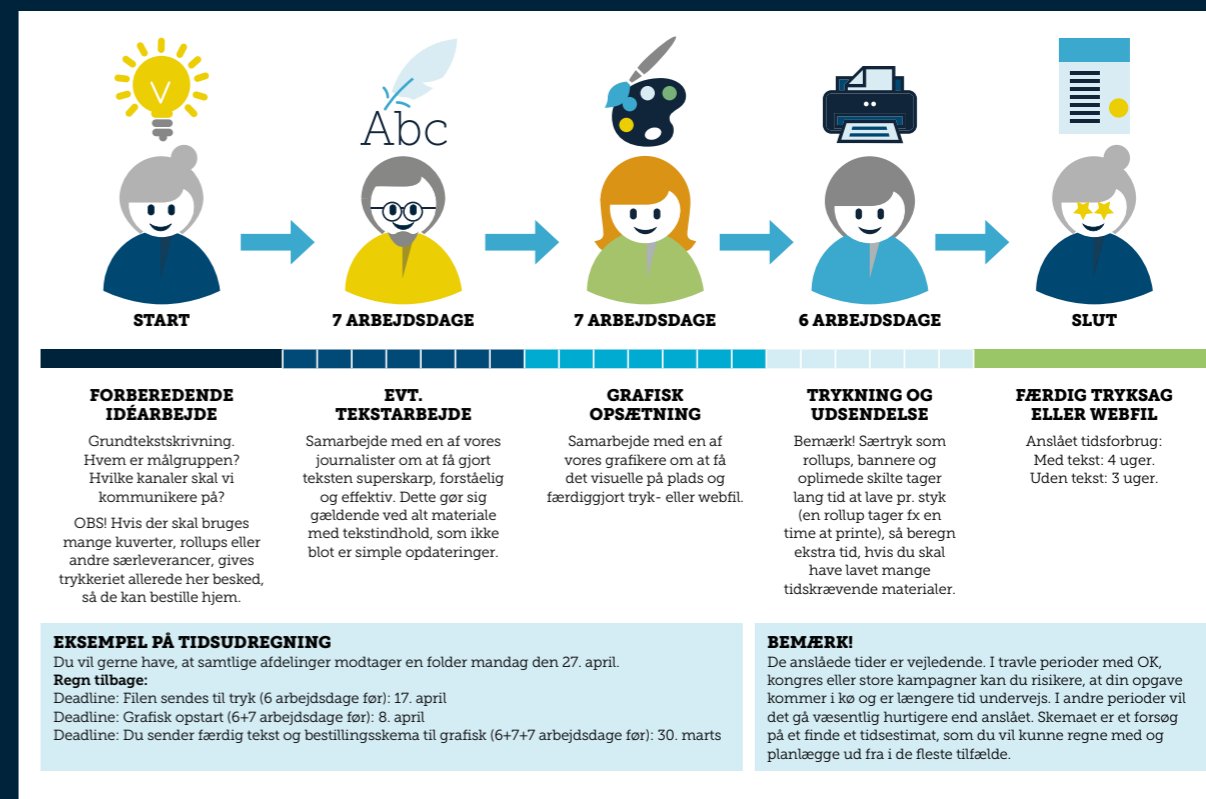 V
Abc
START
7 ARBEJDSDAGE
7 ARBEJDSDAGE
6 ARBEJDSDAGE
SLUT
FORBEREDENDE
IDÉARBEJDE
Grundtekstskrivning.
Hvem er målgruppen?
Hvilke kanaler skal vi
kommunikere på?
OBS! Hvis der skal bruges
mange kuverter, rollups eller
andre særleverancer, gives
trykkeriet allerede her besked,
så de kan bestille hjem.
EVT.
TEKSTARBEJDE
Samarbejde med en af vores
journalister om at få gjort
teksten superskarp, forståelig
og effektiv. Dette gør sig
gældende ved alt materiale
med tekstindhold, som ikke
blot er simple opdateringer.
GRAFISK
OPSÆTNING
Samarbejde med en af
vores grafikere om at få
det visuelle på plads og
færdiggjort tryk- eller webfil.
TRYKNING OG
UDSENDELSE
Bemærk! Særtryk som
rollups, bannere og
oplimede skilte tager
lang tid at lave pr. styk
(en rollup tager fx en
time at printe), så beregn
ekstra tid, hvis du skal
have lavet mange
tidskrævende materialer.
FÆRDIG TRYKSAG
ELLER WEBFIL
Anslået tidsforbrug:
Med tekst: 4 uger.
Uden tekst: 3 uger.
EKSEMPEL PÅ TIDSUDREGNING
Du vil gerne have, at samtlige afdelinger modtager en folder mandag den 27. april.
Regn tilbage:
Deadline: Filen sendes til tryk (6 arbejdsdage før): 17. april
Deadline: Grafisk opstart (6+7 arbejdsdage før): 8. april
Deadline: Du sender færdig tekst og bestillingsskema til grafisk (6+7+7 arbejdsdage før): 30. marts
BEMÆRK!
De anslåede tider er vejledende. I travle perioder med OK,
kongres eller store kampagner kan du risikere, at din opgave
kommer i kø og er længere tid undervejs. I andre perioder vil
det gå væsentlig hurtigere end anslået. Skemaet er et forsøg
på et finde et tidsestimat, som du vil kunne regne med og
planlægge ud fra i de fleste tilfælde.